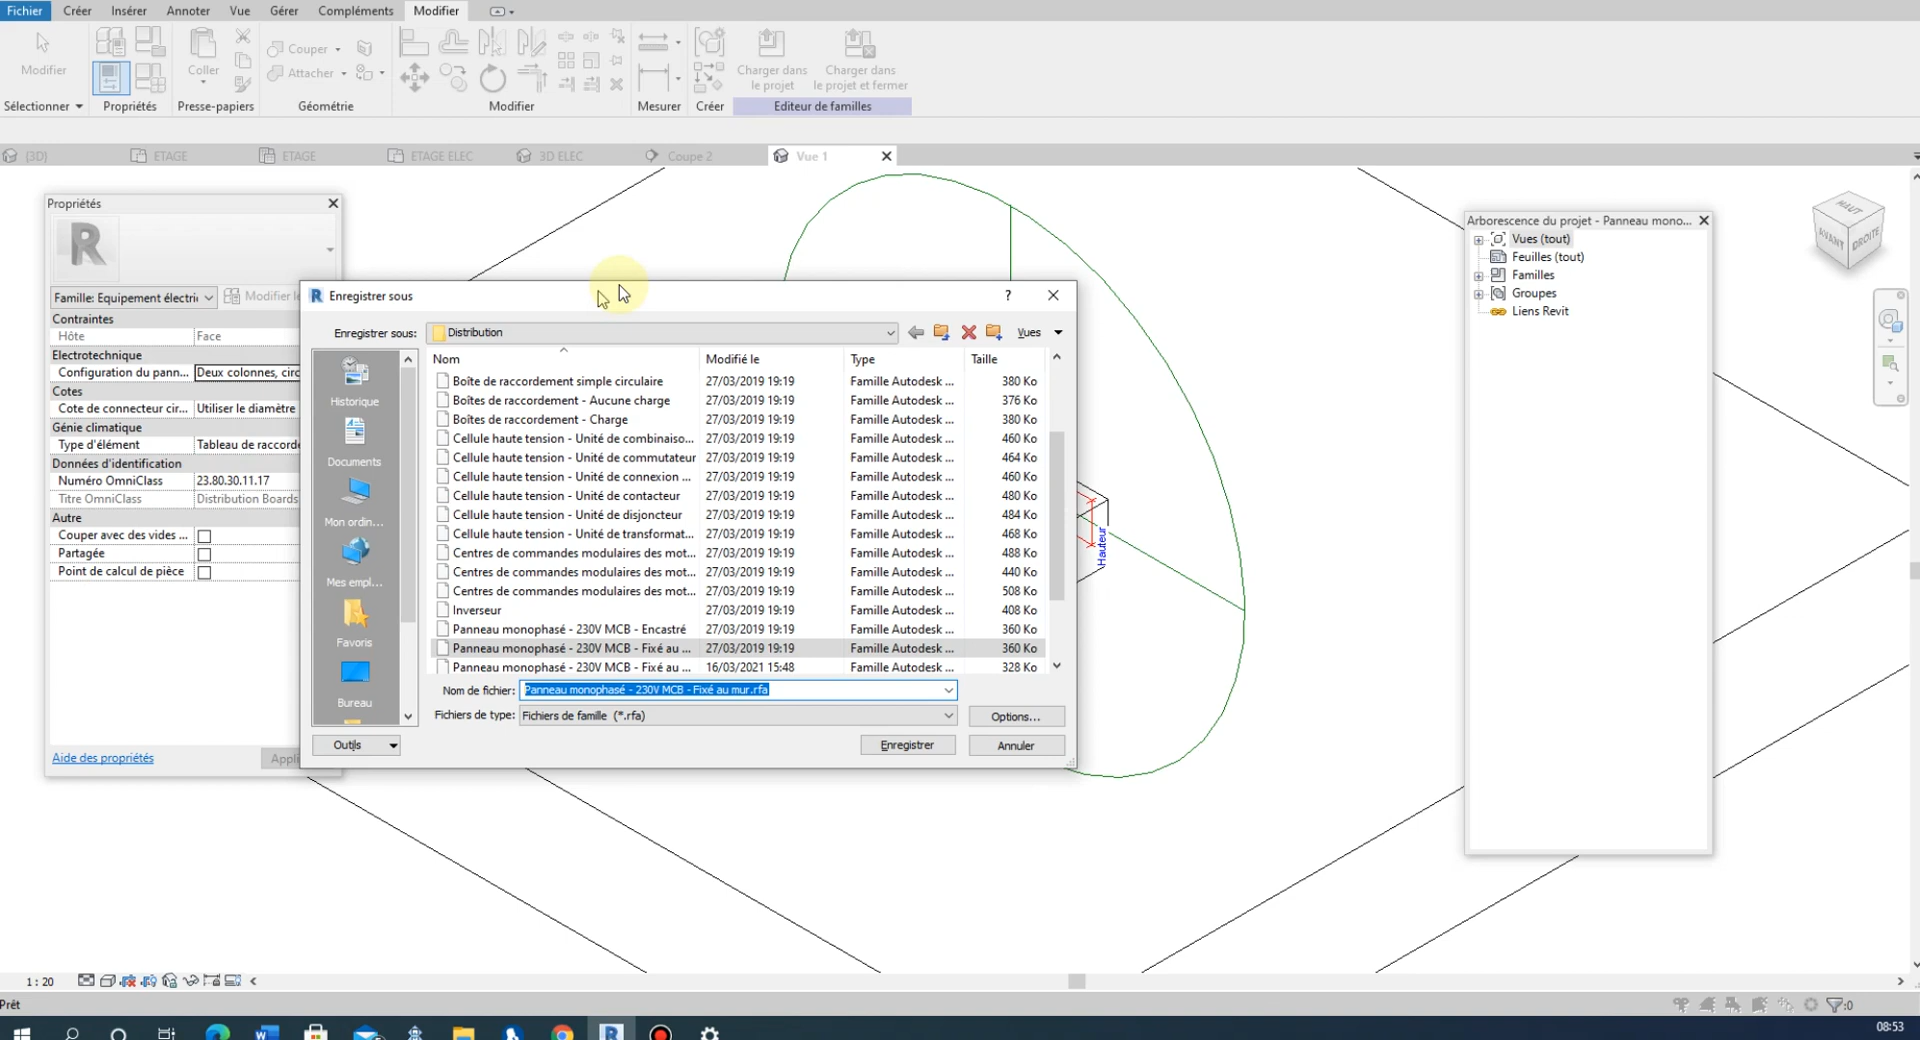 Fichier Créer Insérer Annoter Vue Gérer Compléments Modifier
Modifier
Coller
Couper
Attacher
Charger dans
le projet
Charger dans
le projet et fermer
Sélectionner Propriétés Presse-papiers Géométrie Modifier Mesurer Créer Editeur de familles
(3D) ETAGE ETAGE ETAGE ELEC 3D ELEC Coupe 2 Vue 1
Propriétés
R
Famille: Equipement électri
Contraintes
Hôte Face
Electrotechnique
Configuration du pann... Deux colonnes, circ
Cotes
Cote de connecteur cir... Utiliser le diamètre
Génie climatique
Type d'élément Tableau de raccord
Données d'identification
Numéro OmniClass 23.80.30.11.17
Titre OmniClass Distribution Boards
Autre
Couper avec des vides ...
Partagée
Point de calcul de pièce
Aide des propriétés
Appli
R Enregistrer sous ?
Enregistrer sous: Distribution Vues
Historique
Documents
Mon ordin...
Mes empl...
Favoris
Bureau
Nom Modifié le Type Taille
Boîte de raccordement simple circulaire 27/03/2019 19:19 Famille Autodesk ... 380 Ko
Boîtes de raccordement - Aucune charge 27/03/2019 19:19 Famille Autodesk ... 376 Ko
Boîtes de raccordement - Charge 27/03/2019 19:19 Famille Autodesk ... 380 Ko
Cellule haute tension - Unité de combinaiso... 27/03/2019 19:19 Famille Autodesk ... 460 Ko
Cellule haute tension - Unité de commutateur 27/03/2019 19:19 Famille Autodesk ... 464 Ko
Cellule haute tension - Unité de connexion ... 27/03/2019 19:19 Famille Autodesk ... 460 Ko
Cellule haute tension - Unité de contacteur 27/03/2019 19:19 Famille Autodesk ... 480 Ko
Cellule haute tension - Unité de disjoncteur 27/03/2019 19:19 Famille Autodesk ... 484 Ko
Cellule haute tension - Unité de transformat... 27/03/2019 19:19 Famille Autodesk ... 468 Ko
Centres de commandes modulaires des mot... 27/03/2019 19:19 Famille Autodesk ... 488 Ko
Centres de commandes modulaires des mot... 27/03/2019 19:19 Famille Autodesk ... 440 Ko
Centres de commandes modulaires des mot... 27/03/2019 19:19 Famille Autodesk ... 508 Ko
Inverseur 27/03/2019 19:19 Famille Autodesk ... 408 Ko
Panneau monophasé - 230V MCB - Encastré 27/03/2019 19:19 Famille Autodesk ... 360 Ko
Panneau monophasé - 230V MCB - Fixé au ... 27/03/2019 19:19 Famille Autodesk ... 360 Ko
Panneau monophasé - 230V MCB - Fixé au ... 16/03/2021 15:48 Famille Autodesk ... 328 Ko
Nom de fichier: Panneau monophasé - 230V MCB - Fixé au mur.rfa
Fichiers de type: Fichiers de famille (*.rfa) Options...
Outils Enregistrer Annuler
Hauteur
Arborescence du projet - Panneau mono...
Vues (tout)
Feuilles (tout)
Familles
Groupes
Liens Revit
HAUT
AVANT
DROITE
1 : 20
Prêt
:0
08:53